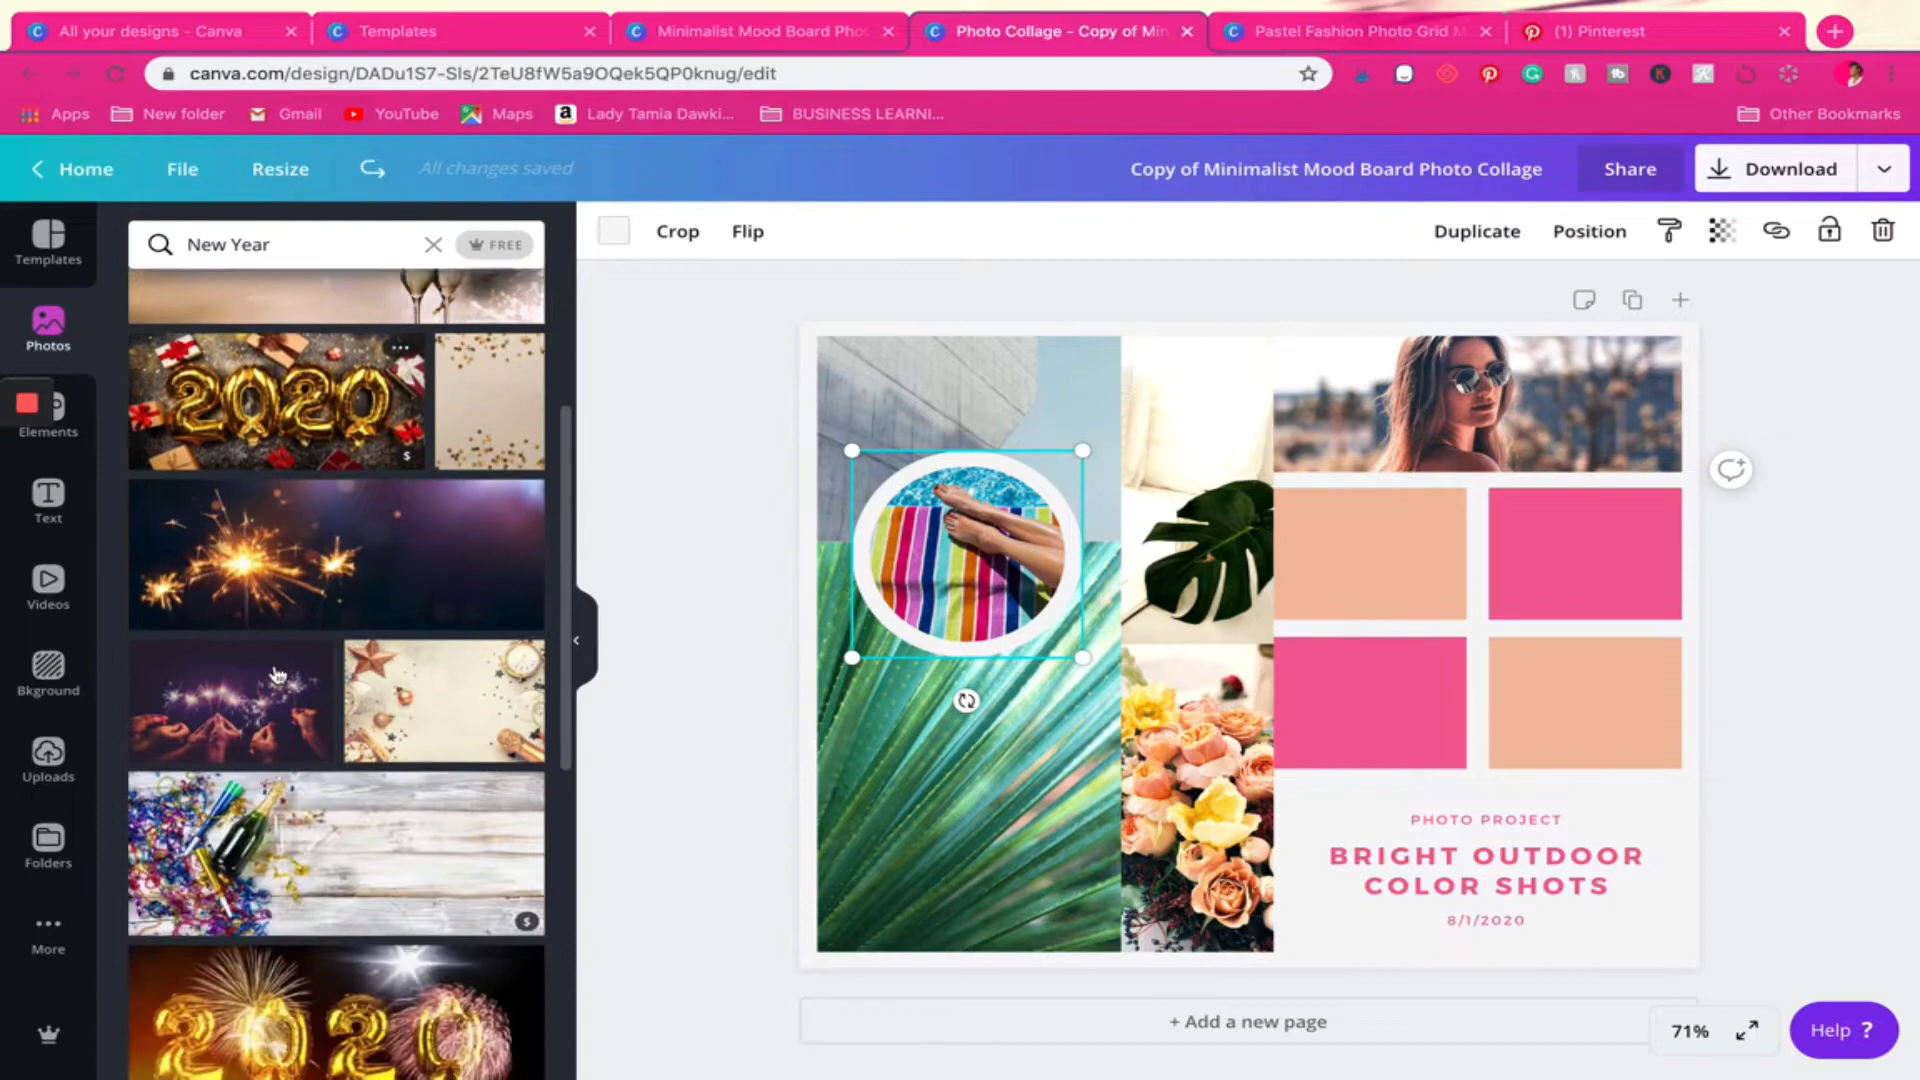 All your designs - Canva
Templates
Minimalist Mood Board Pho
Photo Collage - Copy of Min
Pastel Fashion Photo Grid M
(1) Pinterest
canva.com/design/DADu1S7-Sls/2TeU8fW5a9OQek5QP0knug/edit
Apps
New folder
Gmail
YouTube
Maps
Lady Tamia Dawki...
BUSINESS LEARNI...
Other Bookmarks
Home
File
Resize
All changes saved
Copy of Minimalist Mood Board Photo Collage
Share
Download
Templates
Photos
Elements
Text
Videos
Bkground
Uploads
Folders
More
New Year
FREE
2020
$
$
2020
Crop
Flip
Duplicate
Position
PHOTO PROJECT
BRIGHT OUTDOOR
COLOR SHOTS
8/1/2020
+ Add a new page
71%
Help ?